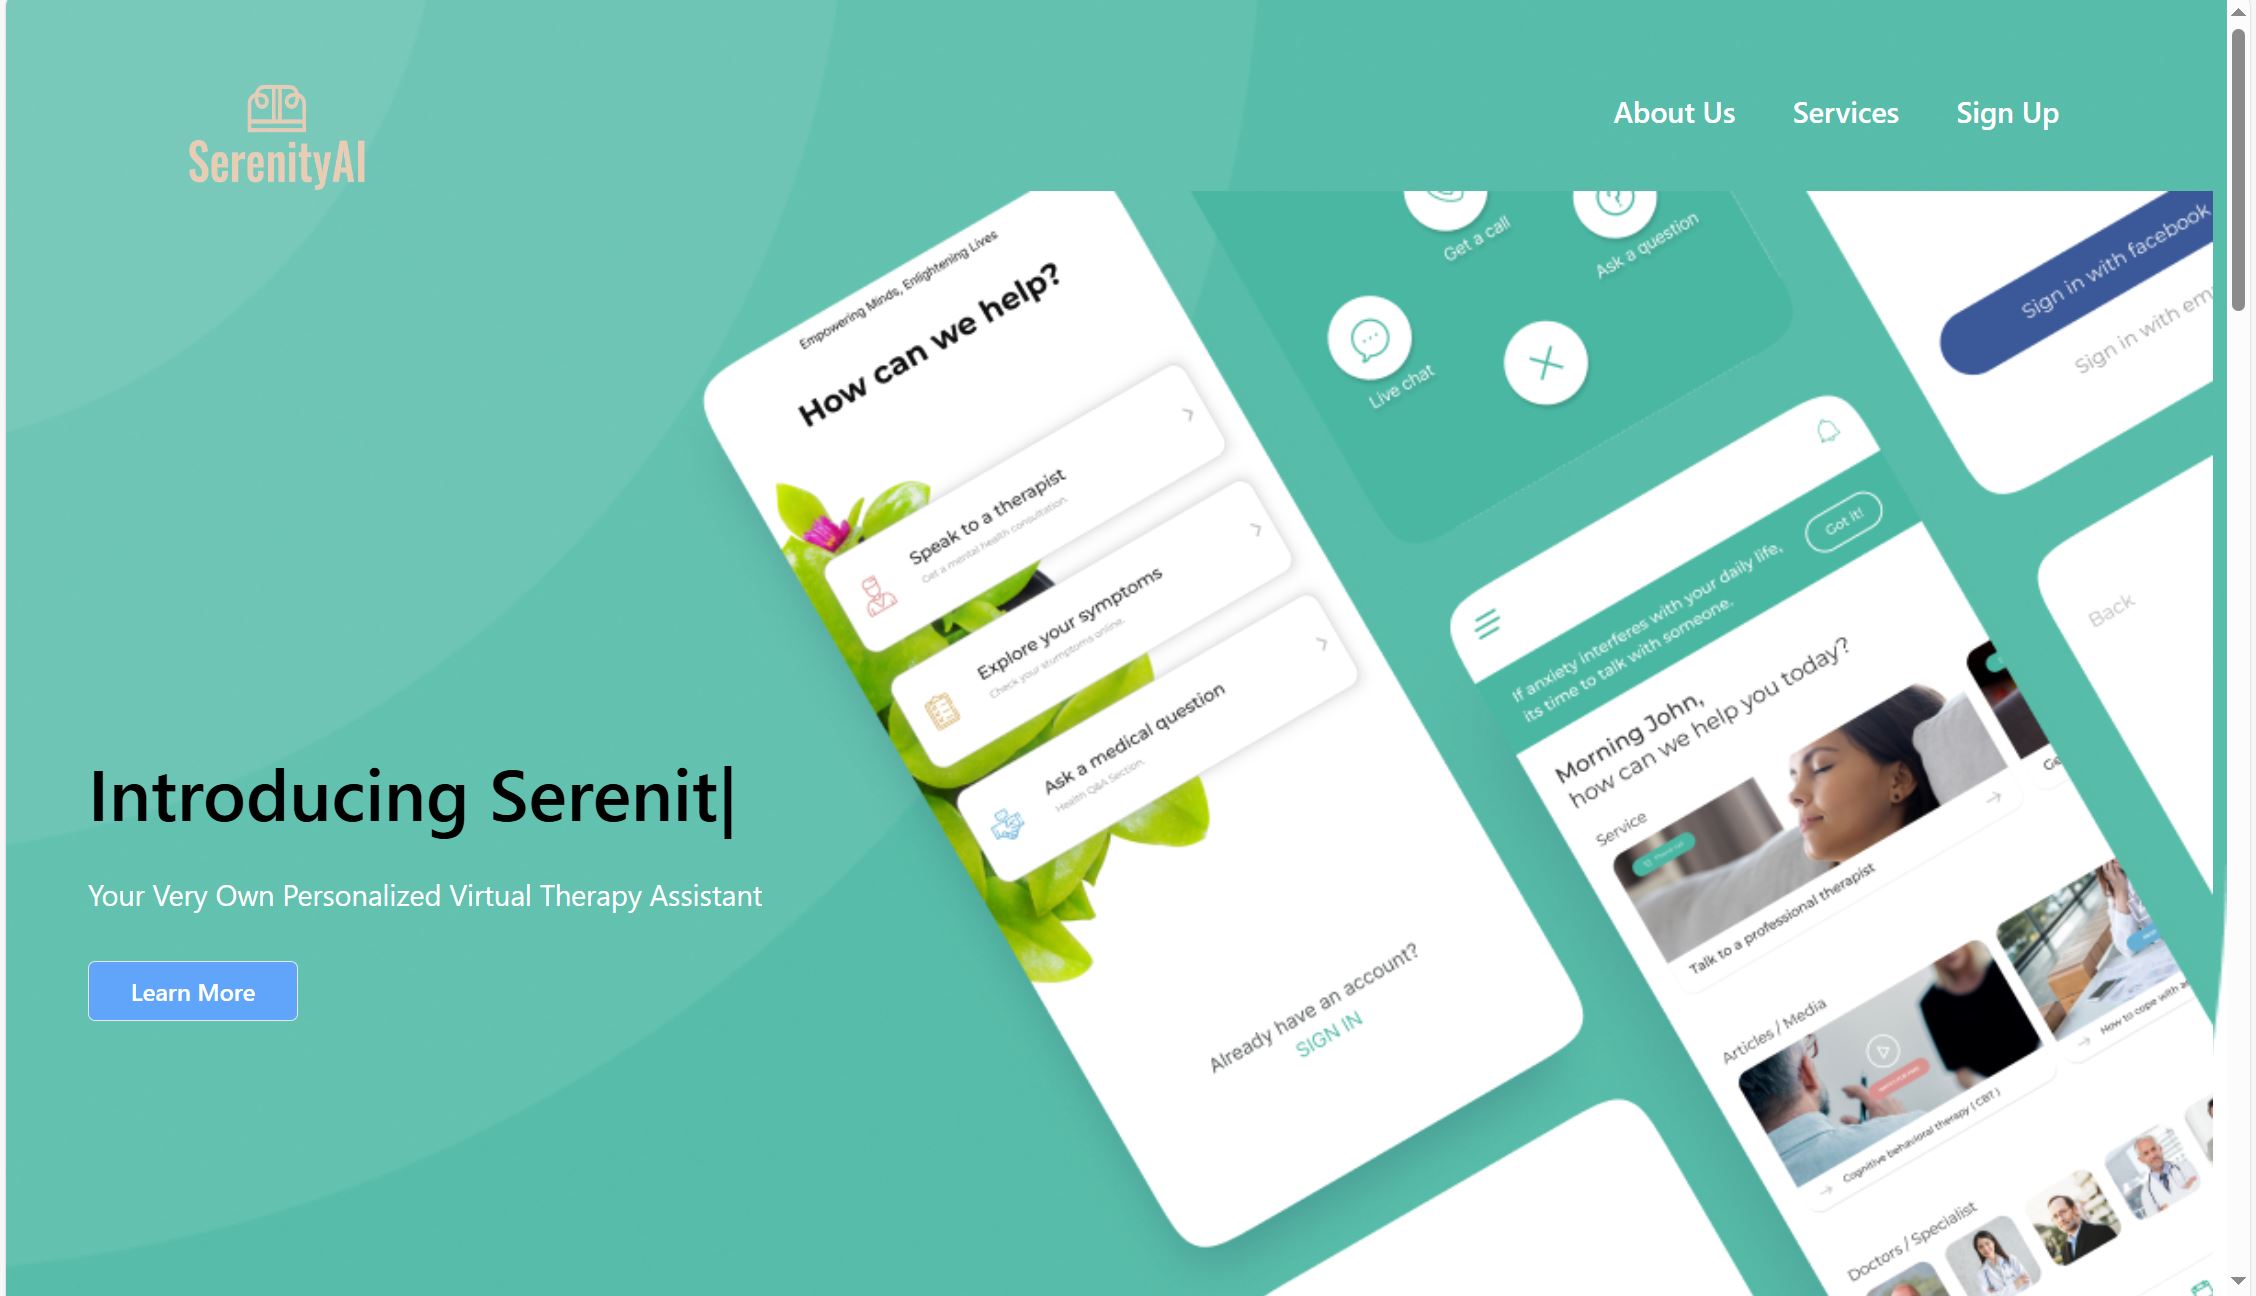 SerenityAI
About Us
Services
Sign Up
Introducing Serenit|
Your Very Own Personalized Virtual Therapy Assistant
Learn More
Empowering Minds, Enlightening Lives
How can we help?
Speak to a therapist
Get a mental health consultation.
Explore your symptoms
Check your stumptoms online.
Ask a medical question
Health Q&A Section.
Already have an account?
SIGN IN
Get a call
Ask a question
Live chat
Sign in with facebook
Sign in with em
Back
If anxiety interferes with your daily life,
its time to talk with someone.
Got it!
Morning John,
how can we help you today?
Service
Talk to a professional therapist
Ge
Articles / Media
Cognitive behavioral therapy ( CBT )
How to cope with a
Doctors / Specialist